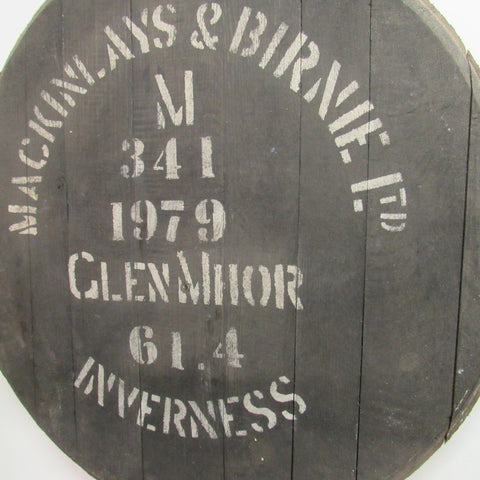 MACKINLAYS & BIRNIE LTD
M
341
1979
GLEN MHOR
61.4
INVERNESS